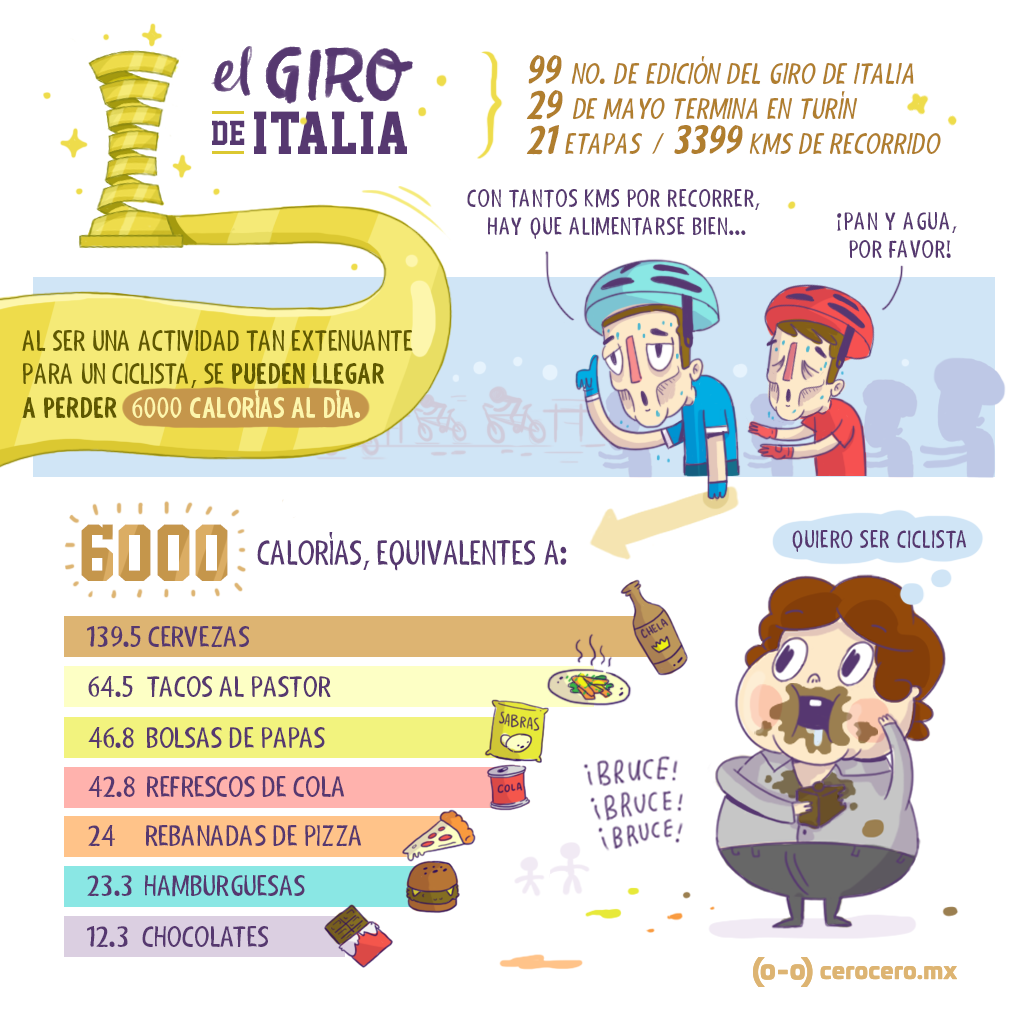 el GIRO
DE ITALIA
99 NO. DE EDICIÓN DEL GIRO DE ITALIA
29 DE MAYO TERMINA EN TURÍN
21 ETAPAS / 3399 KMS DE RECORRIDO
CON TANTOS KMS POR RECORRER,
HAY QUE ALIMENTARSE BIEN...
¡PAN Y AGUA,
POR FAVOR!
AL SER UNA ACTIVIDAD TAN EXTENUANTE
PARA UN CICLISTA, SE PUEDEN LLEGAR
A PERDER 6000 CALORÍAS AL DÍA.
6000 CALORÍAS, EQUIVALENTES A:
QUIERO SER CICLISTA
139.5 CERVEZAS
CHELA
64.5 TACOS AL PASTOR
46.8 BOLSAS DE PAPAS
SABRAS
42.8 REFRESCOS DE COLA
COLA
24 REBANADAS DE PIZZA
23.3 HAMBURGUESAS
12.3 CHOCOLATES
¡BRUCE!
¡BRUCE!
¡BRUCE!
(o-o) cerocero.mx